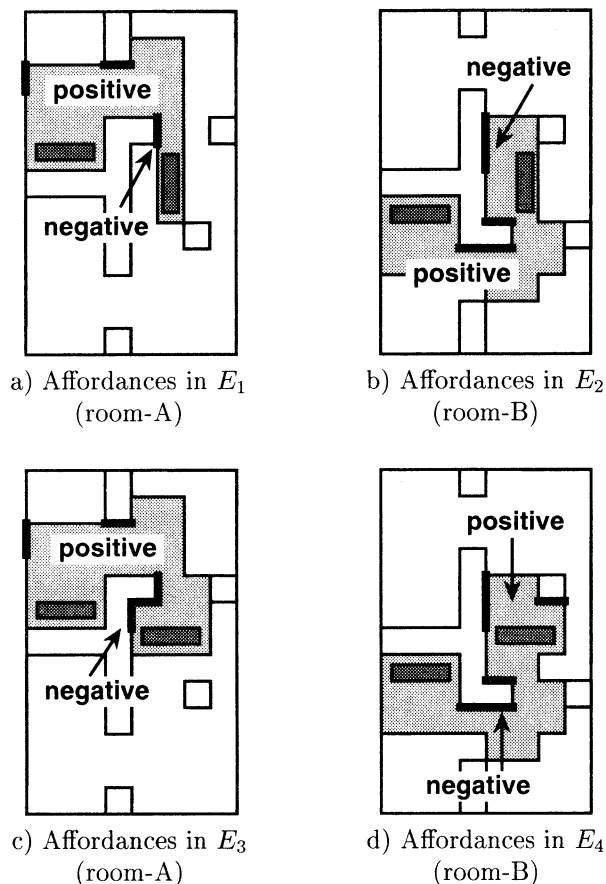 positive
negative
a) Affordances in E₁
(room-A)
negative
positive
b) Affordances in E₂
(room-B)
positive
negative
c) Affordances in E₃
(room-A)
positive
negative
d) Affordances in E₄
(room-B)